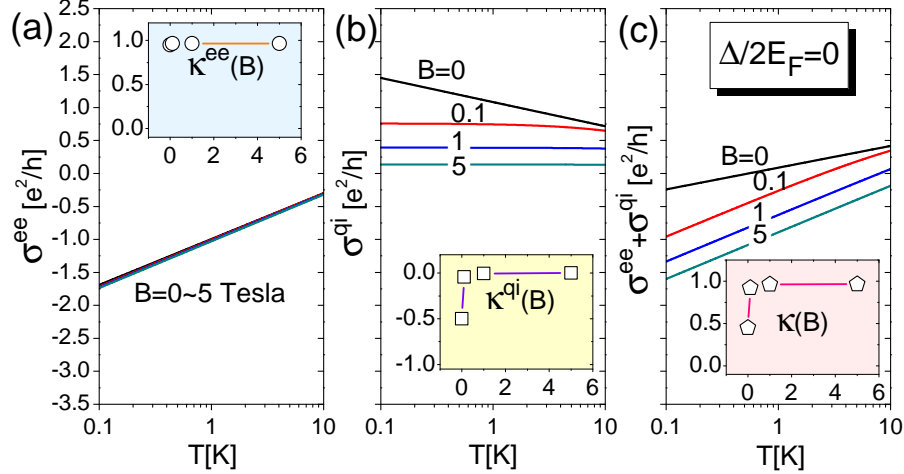 (a)
2.5
2.0
1.5
1.0
0.5
0.0
-0.5
-1.0
-1.5
-2.0
-2.5
-3.0
-3.5
σ^ee [e²/h]
1.0
0.5
0.0
κ^ee(B)
0 2 4 6
B=0~5 Tesla
0.1 1 10
T[K]
(b)
σ^qi [e²/h]
B=0
0.1
1
5
0.0
-0.5
-1.0
κ^qi(B)
0 2 4 6
0.1 1 10
T[K]
(c)
Δ/2E_F=0
σ^ee+σ^qi [e²/h]
B=0
0.1
1
5
1.0
0.5
0.0
κ(B)
0 2 4 6
0.1 1 10
T[K]